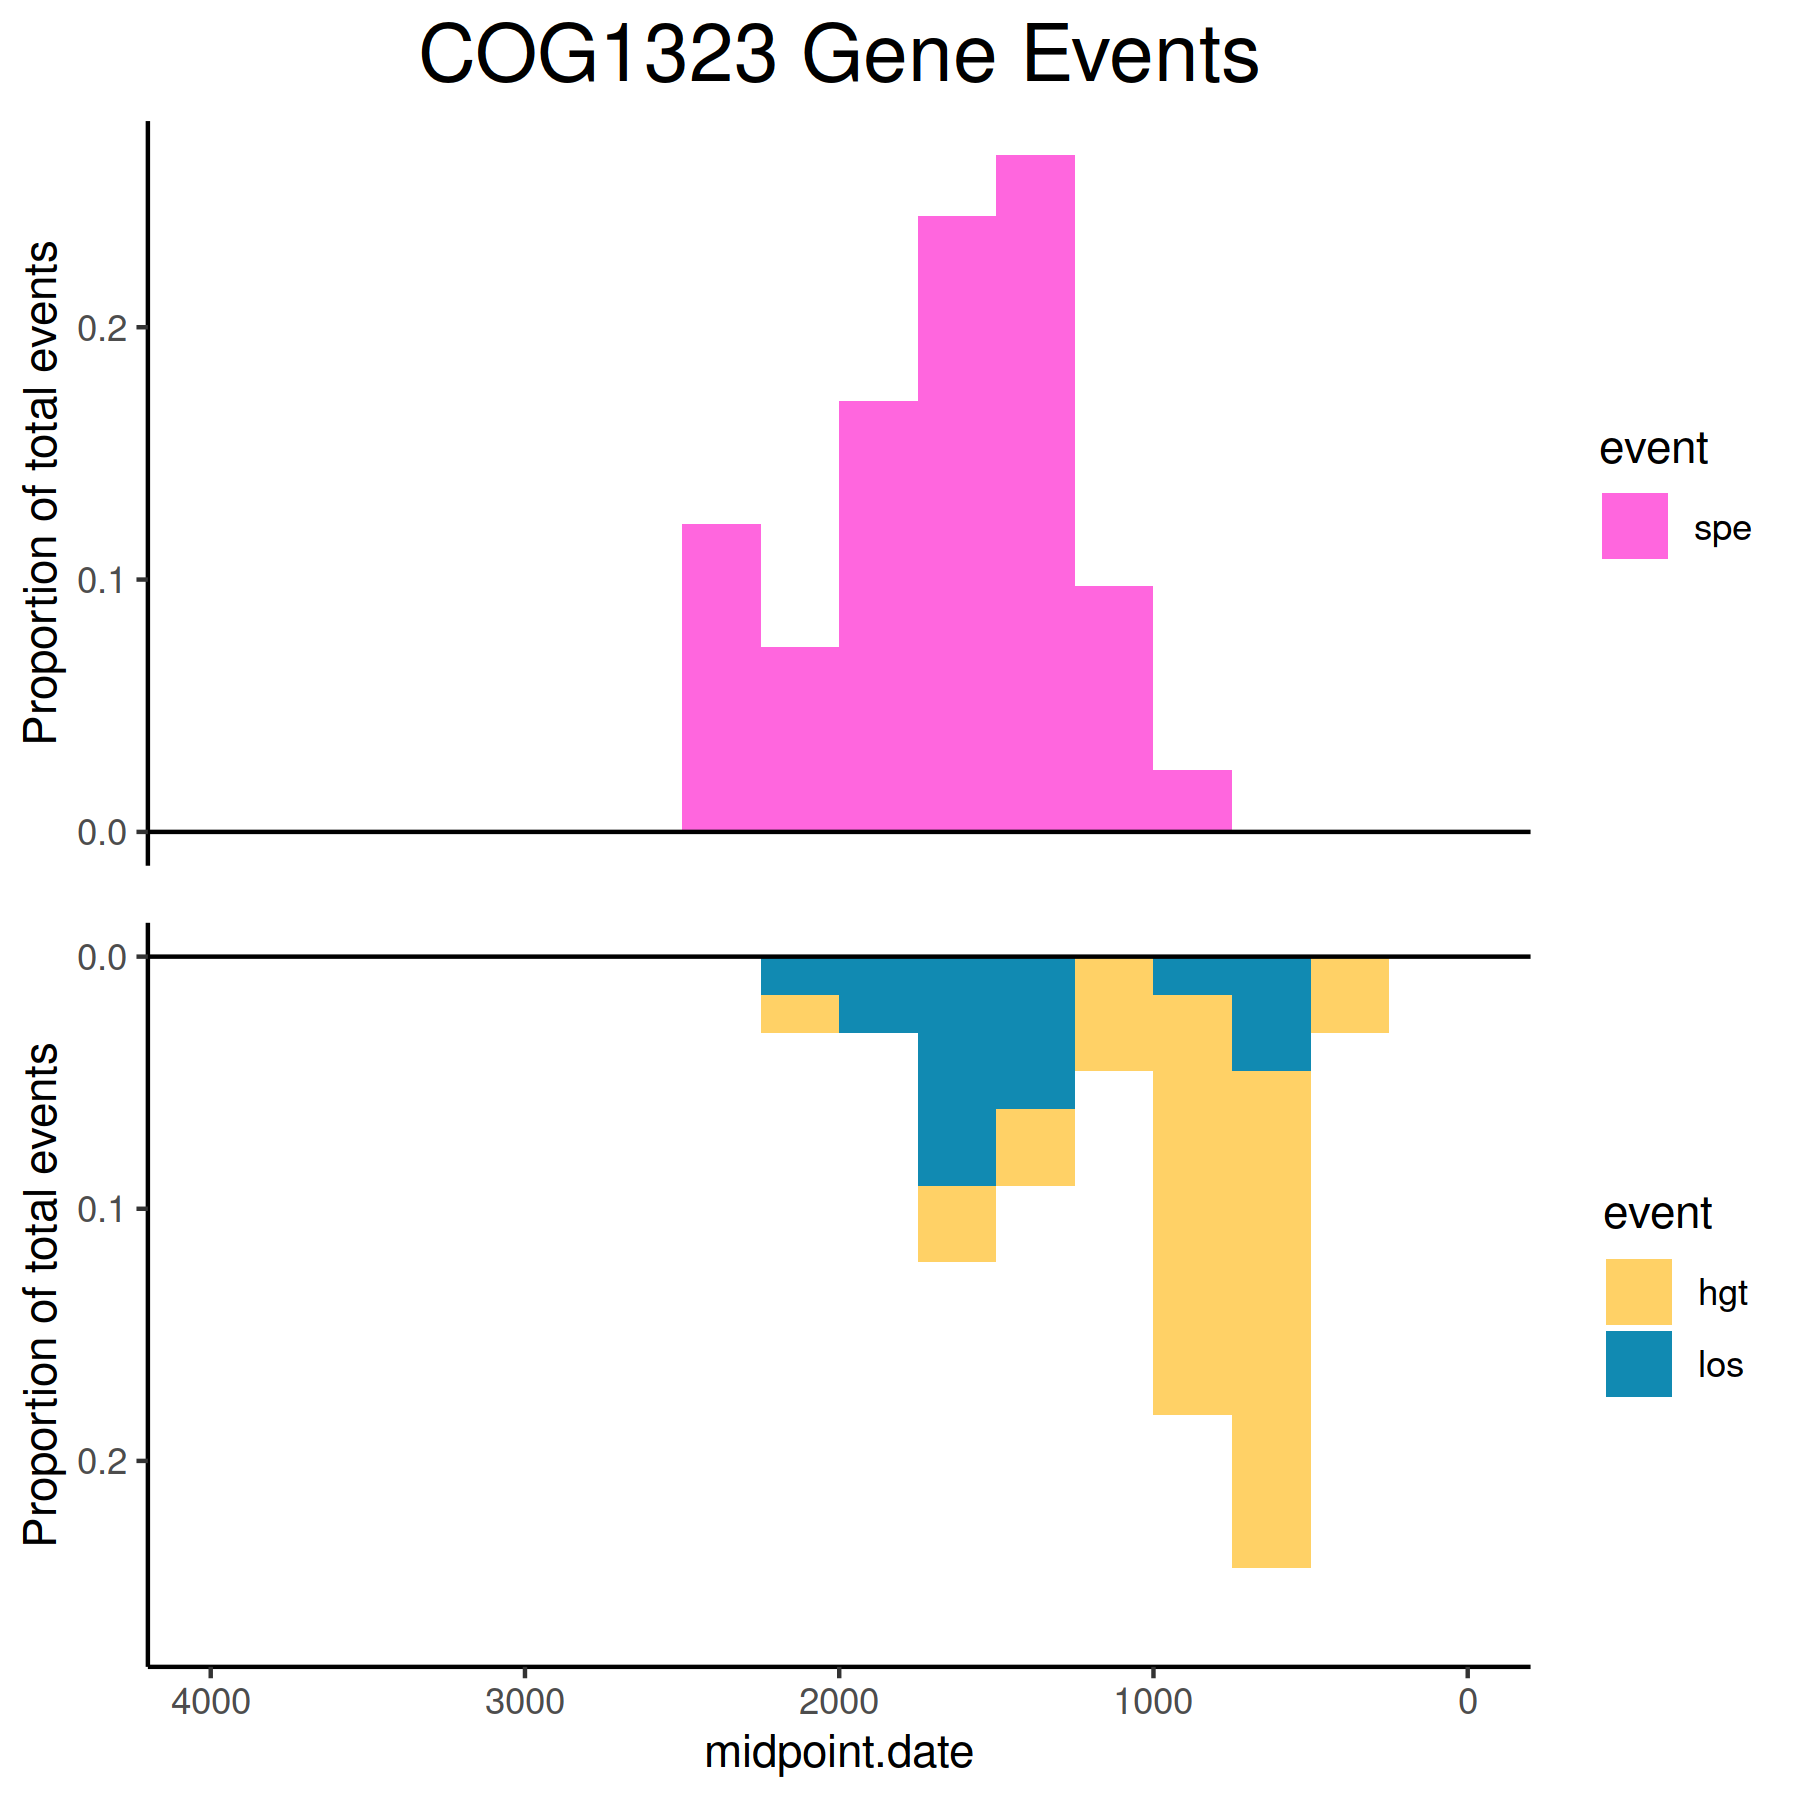 COG1323 Gene Events
Proportion of total events
0.2
0.1
0.0
event
spe
Proportion of total events
0.0
0.1
0.2
event
hgt
los
4000 3000 2000 1000 0
midpoint.date